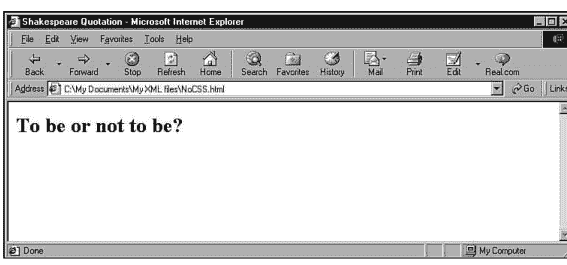 Shakespeare Quotation - Microsoft Internet Explorer
File Edit View Favorites Tools Help
Back Forward Stop Refresh Home Search Favorites History Mail Print Edit Real.com
Address C:\My Documents\My XML files\NoCSS.html Go Links
To be or not to be?
Done My Computer